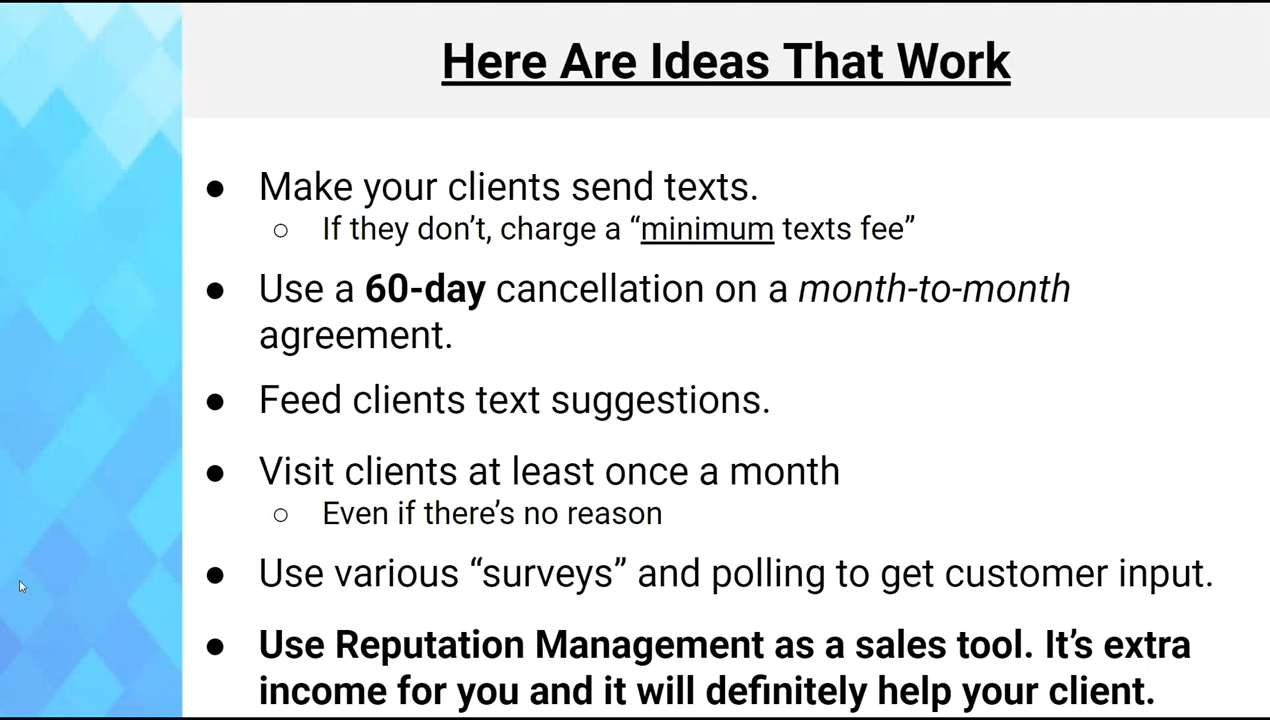 Here Are Ideas That Work
● Make your clients send texts.
○ If they don’t, charge a “minimum texts fee”
● Use a 60-day cancellation on a month-to-month
agreement.
● Feed clients text suggestions.
● Visit clients at least once a month
○ Even if there’s no reason
● Use various “surveys” and polling to get customer input.
● Use Reputation Management as a sales tool. It’s extra
income for you and it will definitely help your client.